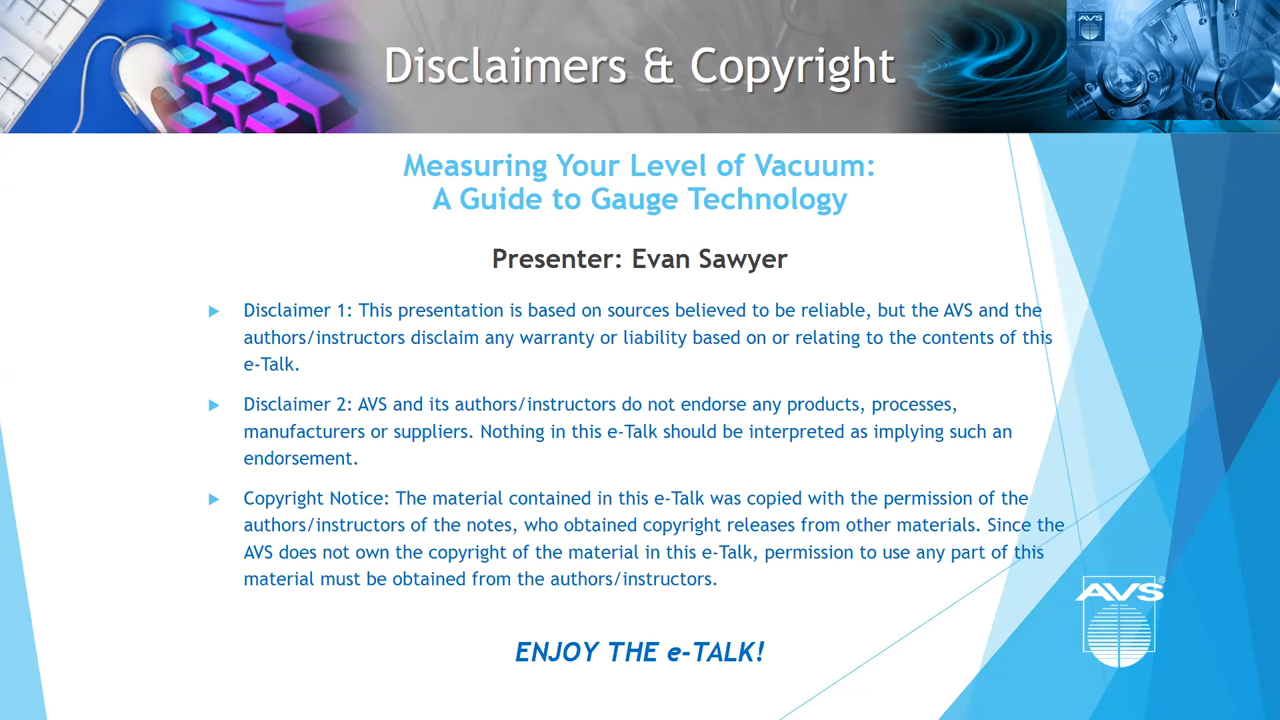 AVS
Disclaimers & Copyright
Measuring Your Level of Vacuum:
A Guide to Gauge Technology
Presenter: Evan Sawyer
Disclaimer 1: This presentation is based on sources believed to be reliable, but the AVS and the
authors/instructors disclaim any warranty or liability based on or relating to the contents of this
e-Talk.
Disclaimer 2: AVS and its authors/instructors do not endorse any products, processes,
manufacturers or suppliers. Nothing in this e-Talk should be interpreted as implying such an
endorsement.
Copyright Notice: The material contained in this e-Talk was copied with the permission of the
authors/instructors of the notes, who obtained copyright releases from other materials. Since the
AVS does not own the copyright of the material in this e-Talk, permission to use any part of this
material must be obtained from the authors/instructors.
AVS®
ENJOY THE e-TALK!